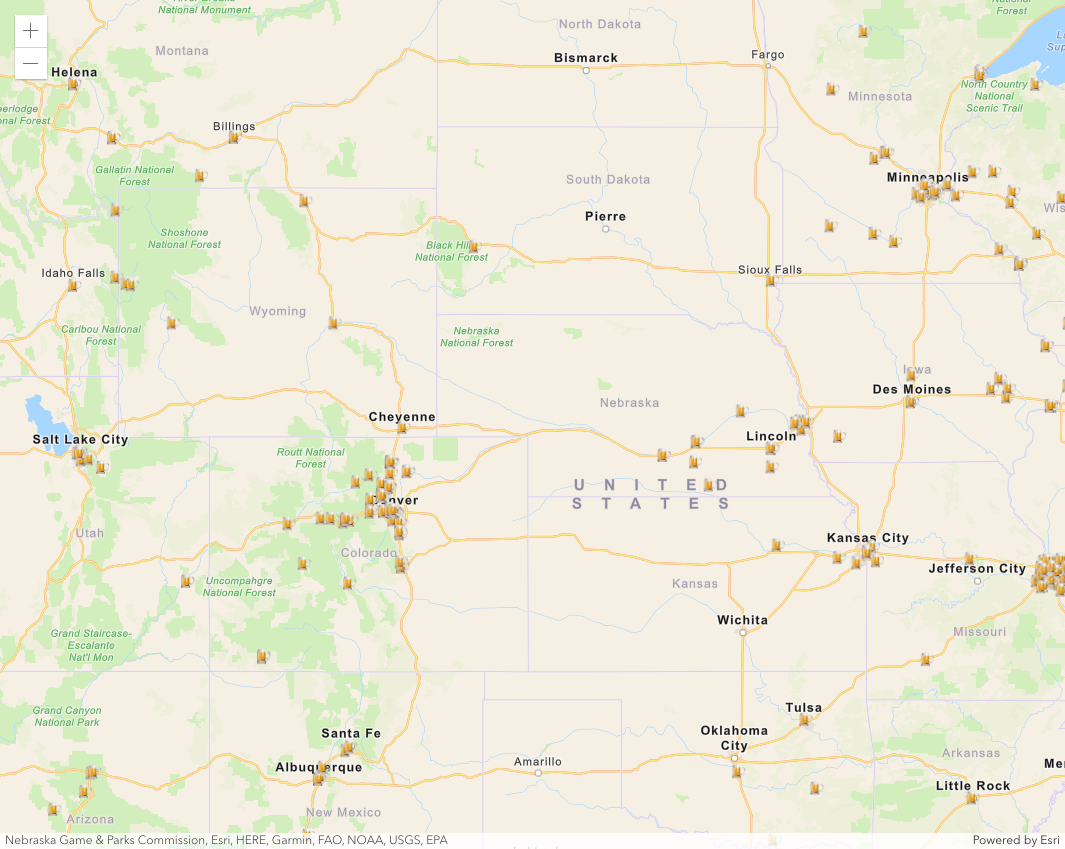 River Breaks
National Monument
North Dakota
National
Forest
Montana
Bismarck
Fargo
Helena
Minnesota
North Country
National
Scenic Trail
Billings
Gallatin National
Forest
South Dakota
Minneapolis
Pierre
Shoshone
National Forest
National Forest
Idaho Falls
Sioux Falls
Wyoming
Caribou National
Forest
Nebraska
National Forest
Iowa
Des Moines
Nebraska
Cheyenne
Salt Lake City
Lincoln
Routt National
Forest
UNITED
STATES
Denver
Utah
Colorado
Kansas City
Jefferson City
Uncompahgre
National Forest
Kansas
Wichita
Missouri
Grand Staircase-
Escalante
Nat'l Mon
Grand Canyon
National Park
Tulsa
Santa Fe
Oklahoma
City
Albuquerque
Amarillo
Arkansas
Little Rock
New Mexico
Arizona
Nebraska Game & Parks Commission, Esri, HERE, Garmin, FAO, NOAA, USGS, EPA
Powered by Esri